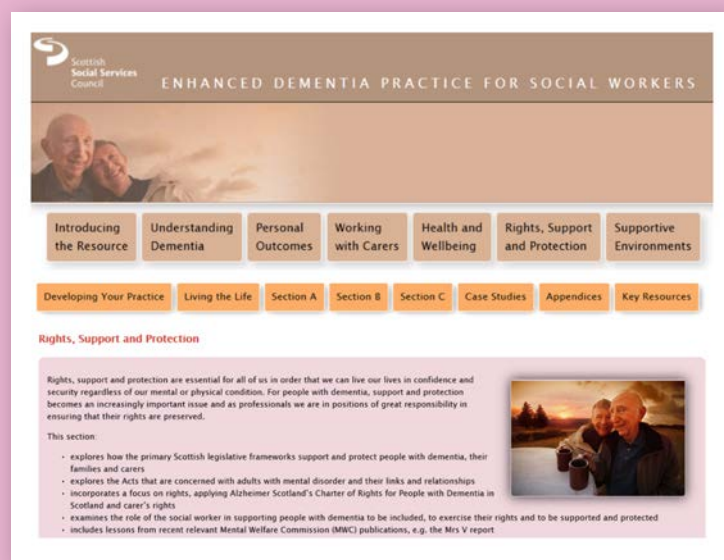 Scottish
Social Services
Council
ENHANCED DEMENTIA PRACTICE FOR SOCIAL WORKERS
Introducing
the Resource
Understanding
Dementia
Personal
Outcomes
Working
with Carers
Health and
Wellbeing
Rights, Support
and Protection
Supportive
Environments
Developing Your Practice
Living the Life
Section A
Section B
Section C
Case Studies
Appendices
Key Resources
Rights, Support and Protection
Rights, support and protection are essential for all of us in order that we can live our lives in confidence and
security regardless of our mental or physical condition. For people with dementia, support and protection
becomes an increasingly important issue and as professionals we are in positions of great responsibility in
ensuring that their rights are preserved.
This section:
• explores how the primary Scottish legislative frameworks support and protect people with dementia, their
families and carers
• explores the Acts that are concerned with adults with mental disorder and their links and relationships
• incorporates a focus on rights, applying Alzheimer Scotland's Charter of Rights for People with Dementia in
Scotland and carer's rights
• examines the role of the social worker in supporting people with dementia to be included, to exercise their rights and to be supported and protected
• includes lessons from recent relevant Mental Welfare Commission (MWC) publications, e.g. the Mrs V report